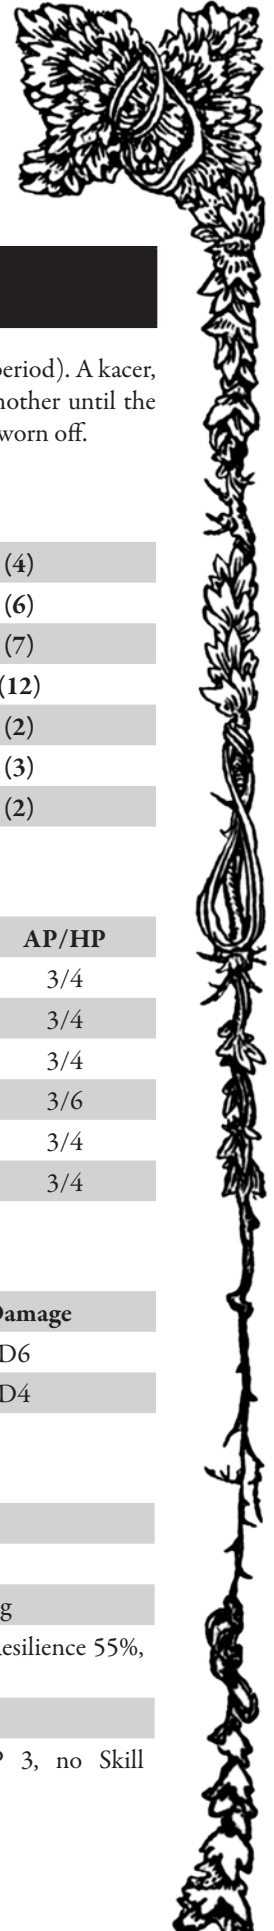 period). A kacer,
nother until the
worn off.
(4)
(6)
(7)
(12)
(2)
(3)
(2)
AP/HP
3/4
3/4
3/4
3/6
3/4
3/4
Damage
D6
D4
g
Resilience 55%,
P 3, no Skill